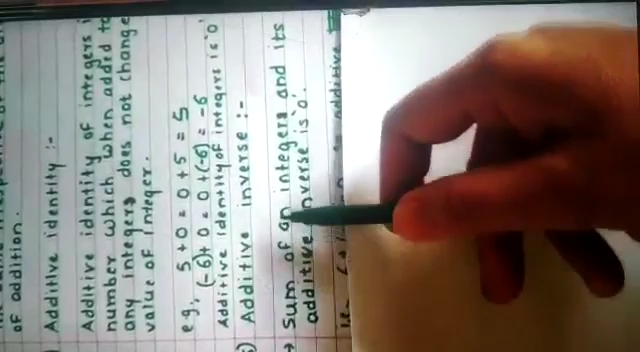 of addition.
Additive identity :-
Additive identity of integers i
number which when added to
any integers does not change
value of integer.
e.g., 5 + 0 = 0 + 5 = 5
(-6) + 0 = 0 + (-6) = -6
Additive identity of integers is '0'
Additive inverse :-
→ Sum of an integers and its
additive inverse is '0'.